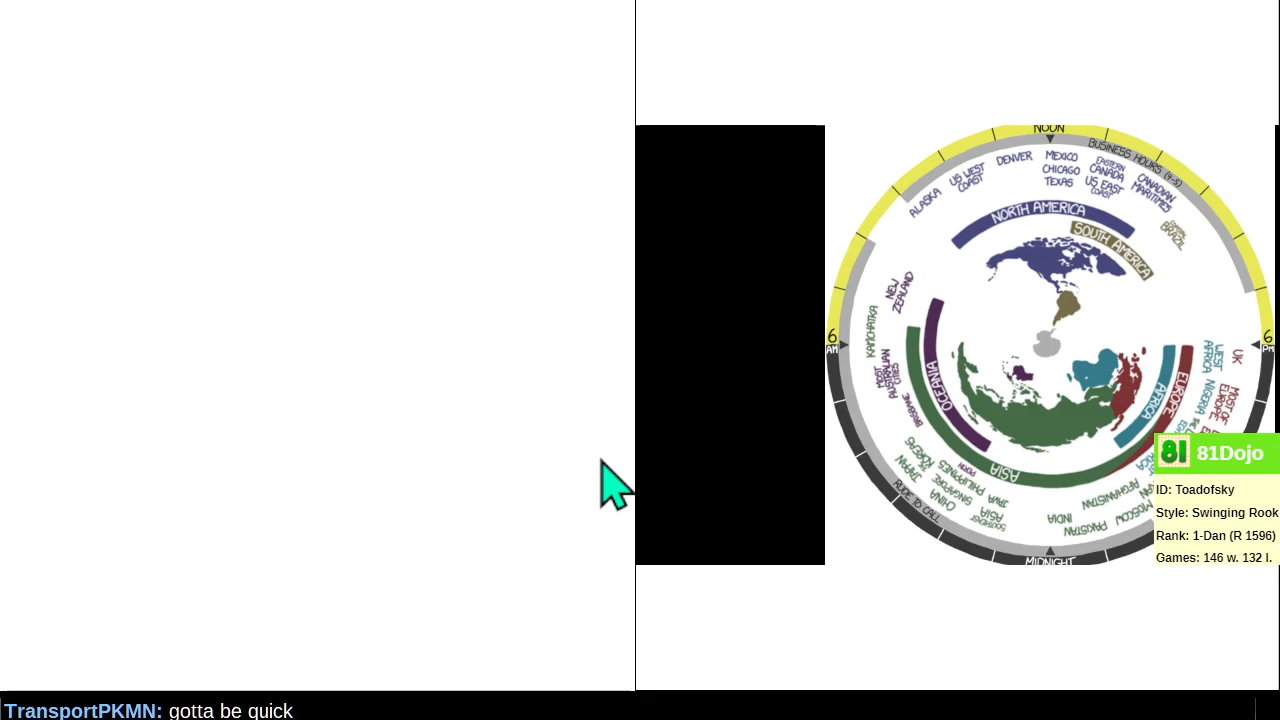 NOON
BUSINESS HOURS (9-5)
ALASKA
US WEST
COAST
DENVER
MEXICO
CHICAGO
TEXAS
EASTERN
CANADA
US EAST
COAST
CANADIAN
MARITIMES
COASTAL
BRAZIL
NORTH AMERICA
SOUTH AMERICA
NEW
ZEALAND
KAMCHATKA
6
AM
6
PM
MOST
AUSTRALIAN
CITIES
BRISBANE
OCEANIA
ASIA
AFRICA
EUROPE
UK
WEST
AFRICA
NIGERIA
MOST OF
EUROPE
KOREAS
JAPAN
PERTH
PHILIPPINES
SINGAPORE
CHINA
JAVA
SOUTHEAST
ASIA
INDIA
AFGHANISTAN
PAKISTAN
MOSCOW
RUDE TO CALL
MIDNIGHT
81 81Dojo
ID: Toadofsky
Style: Swinging Rook
Rank: 1-Dan (R 1596)
Games: 146 w. 132 l.
TransportPKMN: gotta be quick